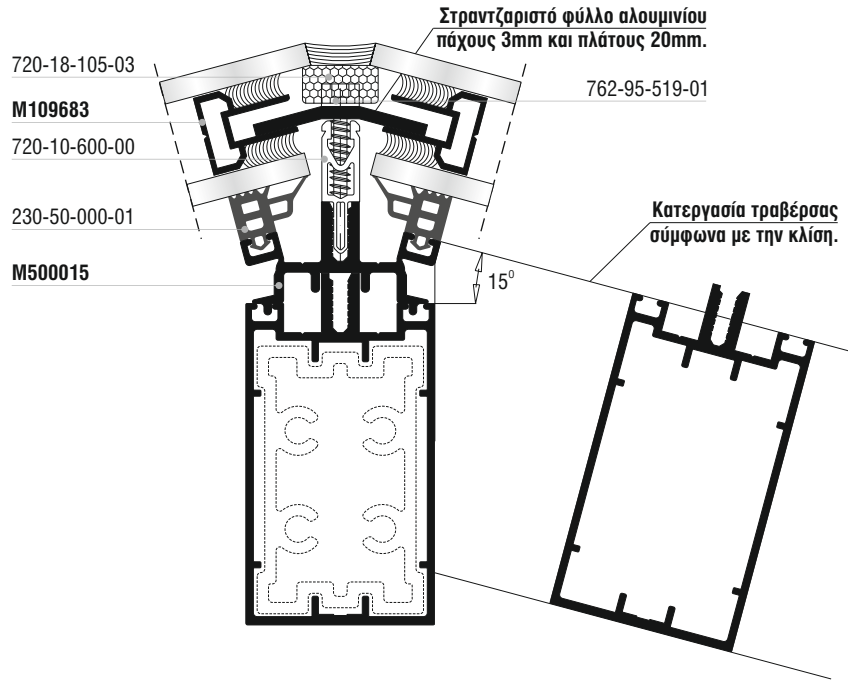 Στραντζαριστό φύλλο αλουμινίου
πάχους 3mm και πλάτους 20mm.
720-18-105-03
762-95-519-01
M109683
720-10-600-00
230-50-000-01
Κατεργασία τραβέρσας
σύμφωνα με την κλίση.
M500015
15⁰